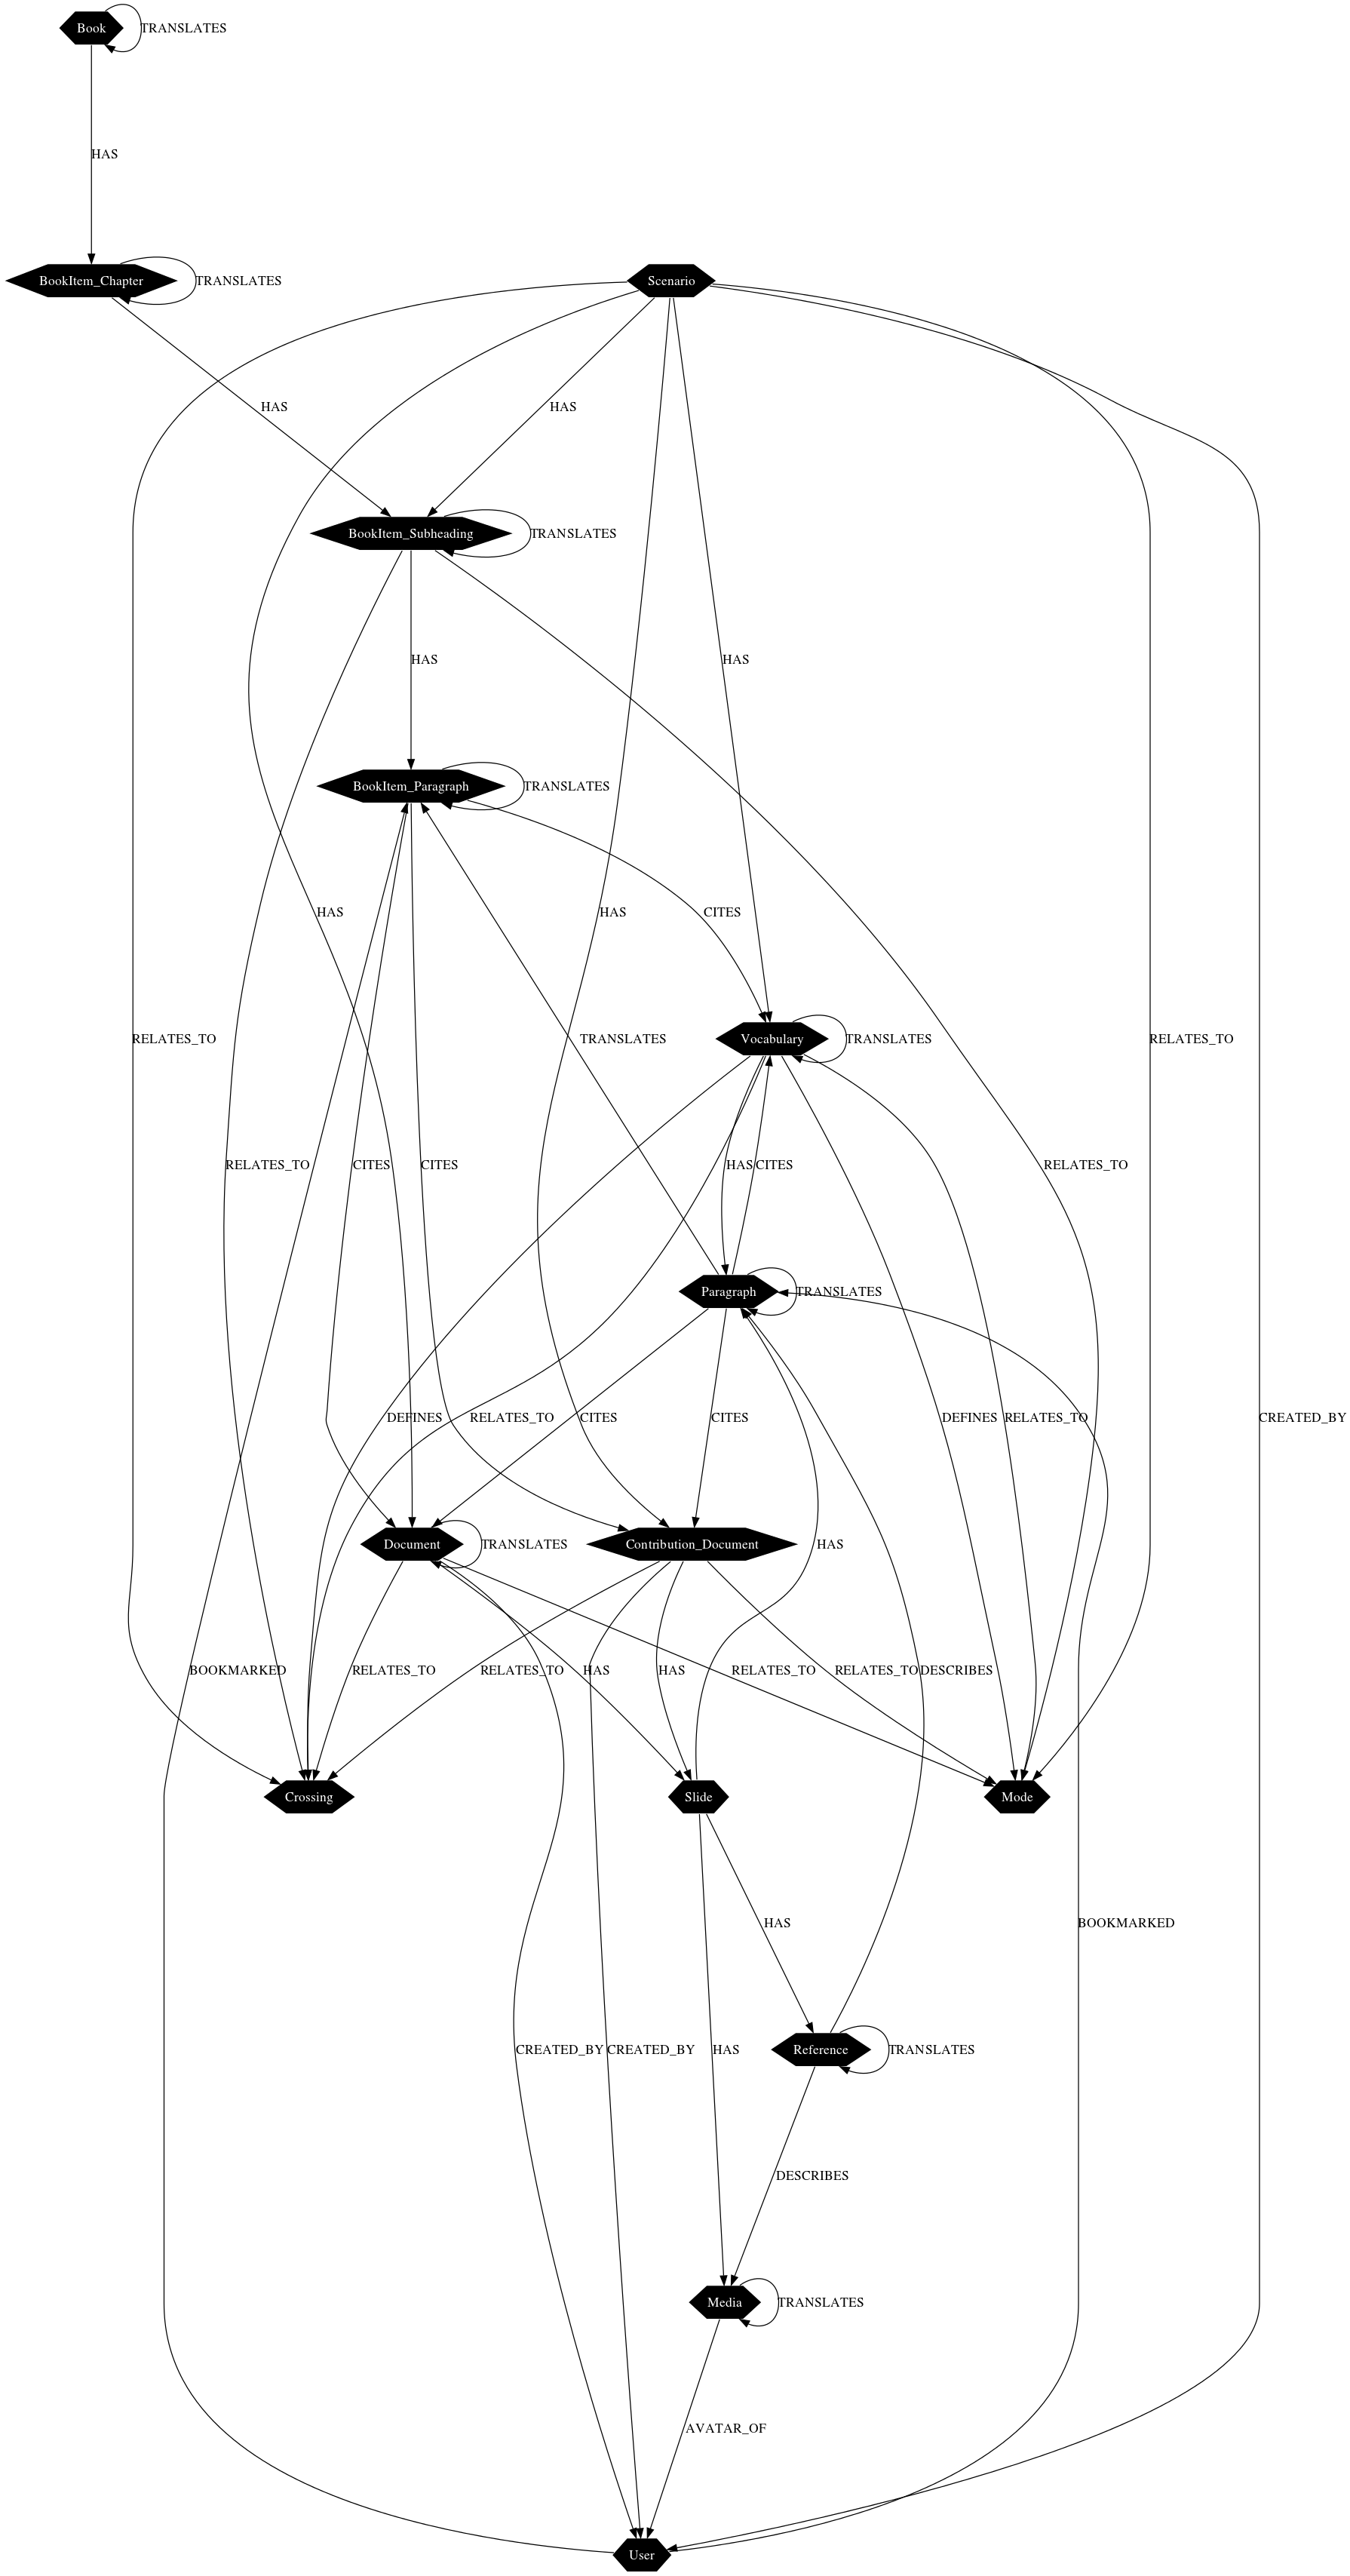 Book
TRANSLATES
HAS
BookItem_Chapter
TRANSLATES
Scenario
HAS
HAS
BookItem_Subheading
TRANSLATES
HAS
HAS
BookItem_Paragraph
TRANSLATES
HAS
HAS
CITES
RELATES_TO
TRANSLATES
Vocabulary
TRANSLATES
RELATES_TO
RELATES_TO
CITES
CITES
HAS
CITES
RELATES_TO
Paragraph
TRANSLATES
DEFINES
RELATES_TO
CITES
CITES
DEFINES
RELATES_TO
CREATED_BY
Document
TRANSLATES
Contribution_Document
HAS
BOOKMARKED
RELATES_TO
RELATES_TO
HAS
HAS
RELATES_TO
RELATES_TO
DESCRIBES
Crossing
Slide
Mode
HAS
BOOKMARKED
CREATED_BY
CREATED_BY
HAS
Reference
TRANSLATES
DESCRIBES
Media
TRANSLATES
AVATAR_OF
User